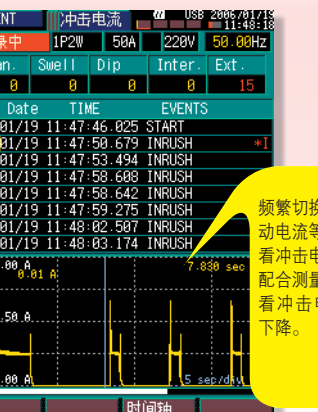 ENT 冲击电流 USB 2006/01/19
11:48:18
录中 1P2W 50A 220V 50.00Hz
an. Swell Dip Inter. Ext.
0 0 0 0 15
Date TIME EVENTS
01/19 11:47:46.025 START
01/19 11:47:50.679 INRUSH *I
01/19 11:47:53.494 INRUSH
01/19 11:47:58.608 INRUSH
01/19 11:47:58.642 INRUSH
01/19 11:47:59.275 INRUSH
01/19 11:48:02.507 INRUSH
01/19 11:48:03.174 INRUSH
.00 A 7.830 sec
0.01 A
.50 A
.00 A 5 sec/div
时间轴
频繁切换
动电流等
看冲击电
配合测量
看冲击电
下降。